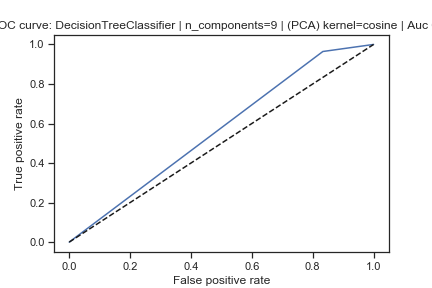 OC curve: DecisionTreeClassifier | n_components=9 | (PCA) kernel=cosine | Auc
1.0
0.8
0.6
0.4
0.2
0.0
True positive rate
0.0 0.2 0.4 0.6 0.8 1.0
False positive rate